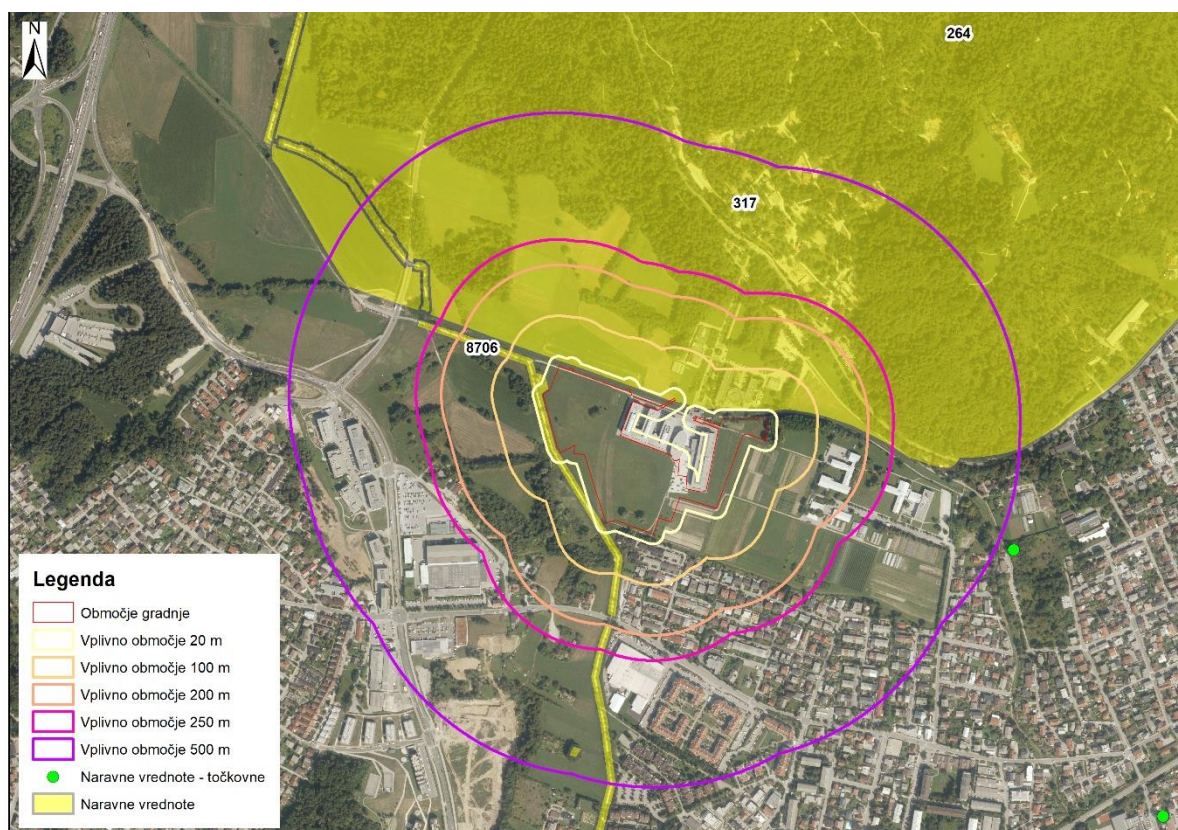 N
264
317
8706
Legenda
Območje gradnje
Vplivno območje 20 m
Vplivno območje 100 m
Vplivno območje 200 m
Vplivno območje 250 m
Vplivno območje 500 m
Naravne vrednote - točkovne
Naravne vrednote